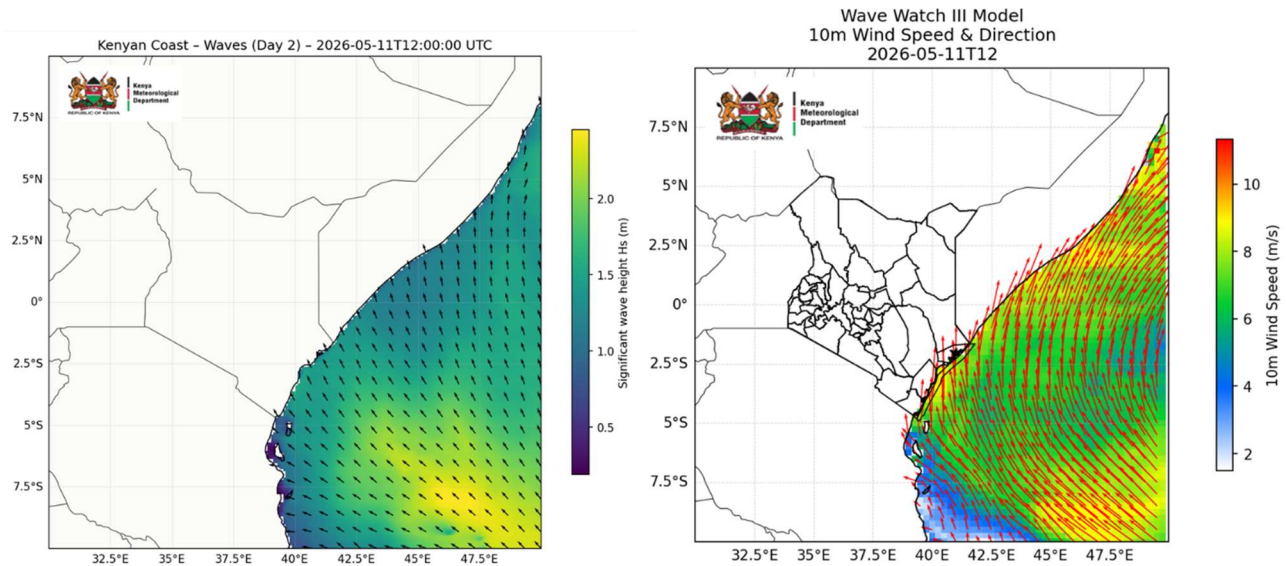 Kenyan Coast – Waves (Day 2) – 2026-05-11T12:00:00 UTC
Kenya
Meteorological
Department
REPUBLIC OF KENYA
7.5°N
5°N
2.5°N
0°
2.5°S
5°S
7.5°S
32.5°E 35°E 37.5°E 40°E 42.5°E 45°E 47.5°E
2.0
1.5
1.0
0.5
Significant wave height Hs (m)
Wave Watch III Model
10m Wind Speed & Direction
2026-05-11T12
Kenya
Meteorological
Department
REPUBLIC OF KENYA
7.5°N
5°N
2.5°N
0°
2.5°S
5°S
7.5°S
32.5°E 35°E 37.5°E 40°E 42.5°E 45°E 47.5°E
10
8
6
4
2
10m Wind Speed (m/s)